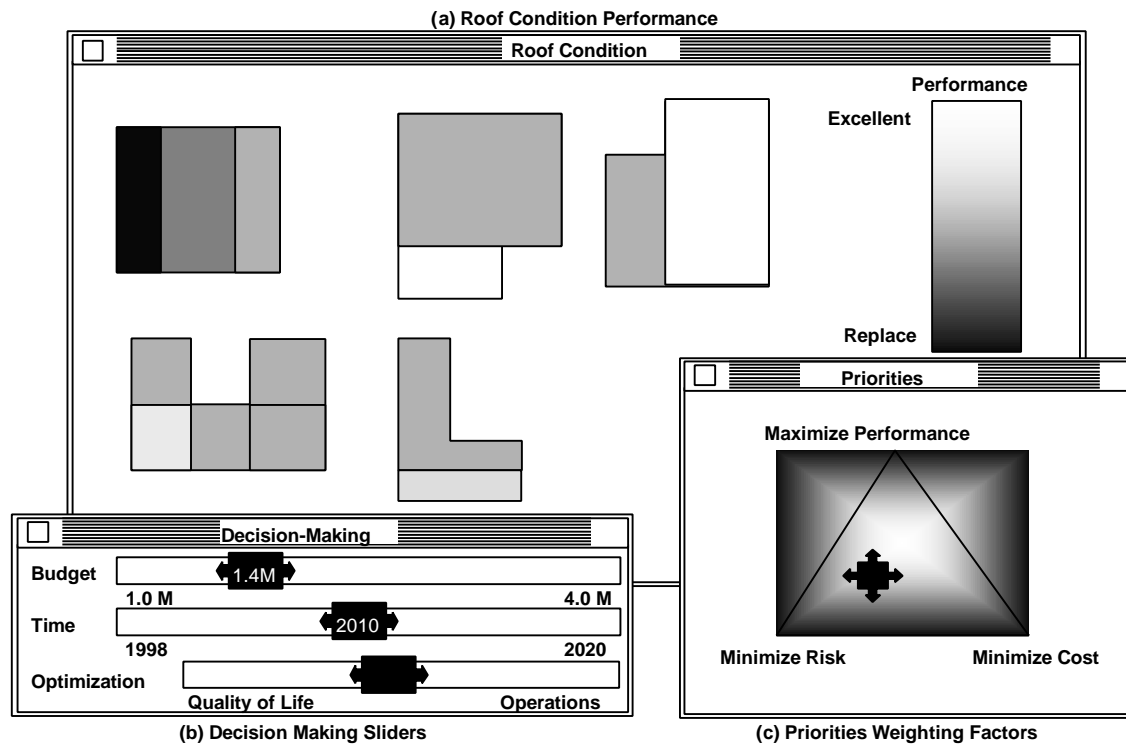 (a) Roof Condition Performance
Roof Condition
Performance
Excellent
Replace
Priorities
Maximize Performance
Minimize Risk
Minimize Cost
Decision-Making
Budget
1.4M
1.0 M
4.0 M
Time
2010
1998
2020
Optimization
Quality of Life
Operations
(b) Decision Making Sliders
(c) Priorities Weighting Factors